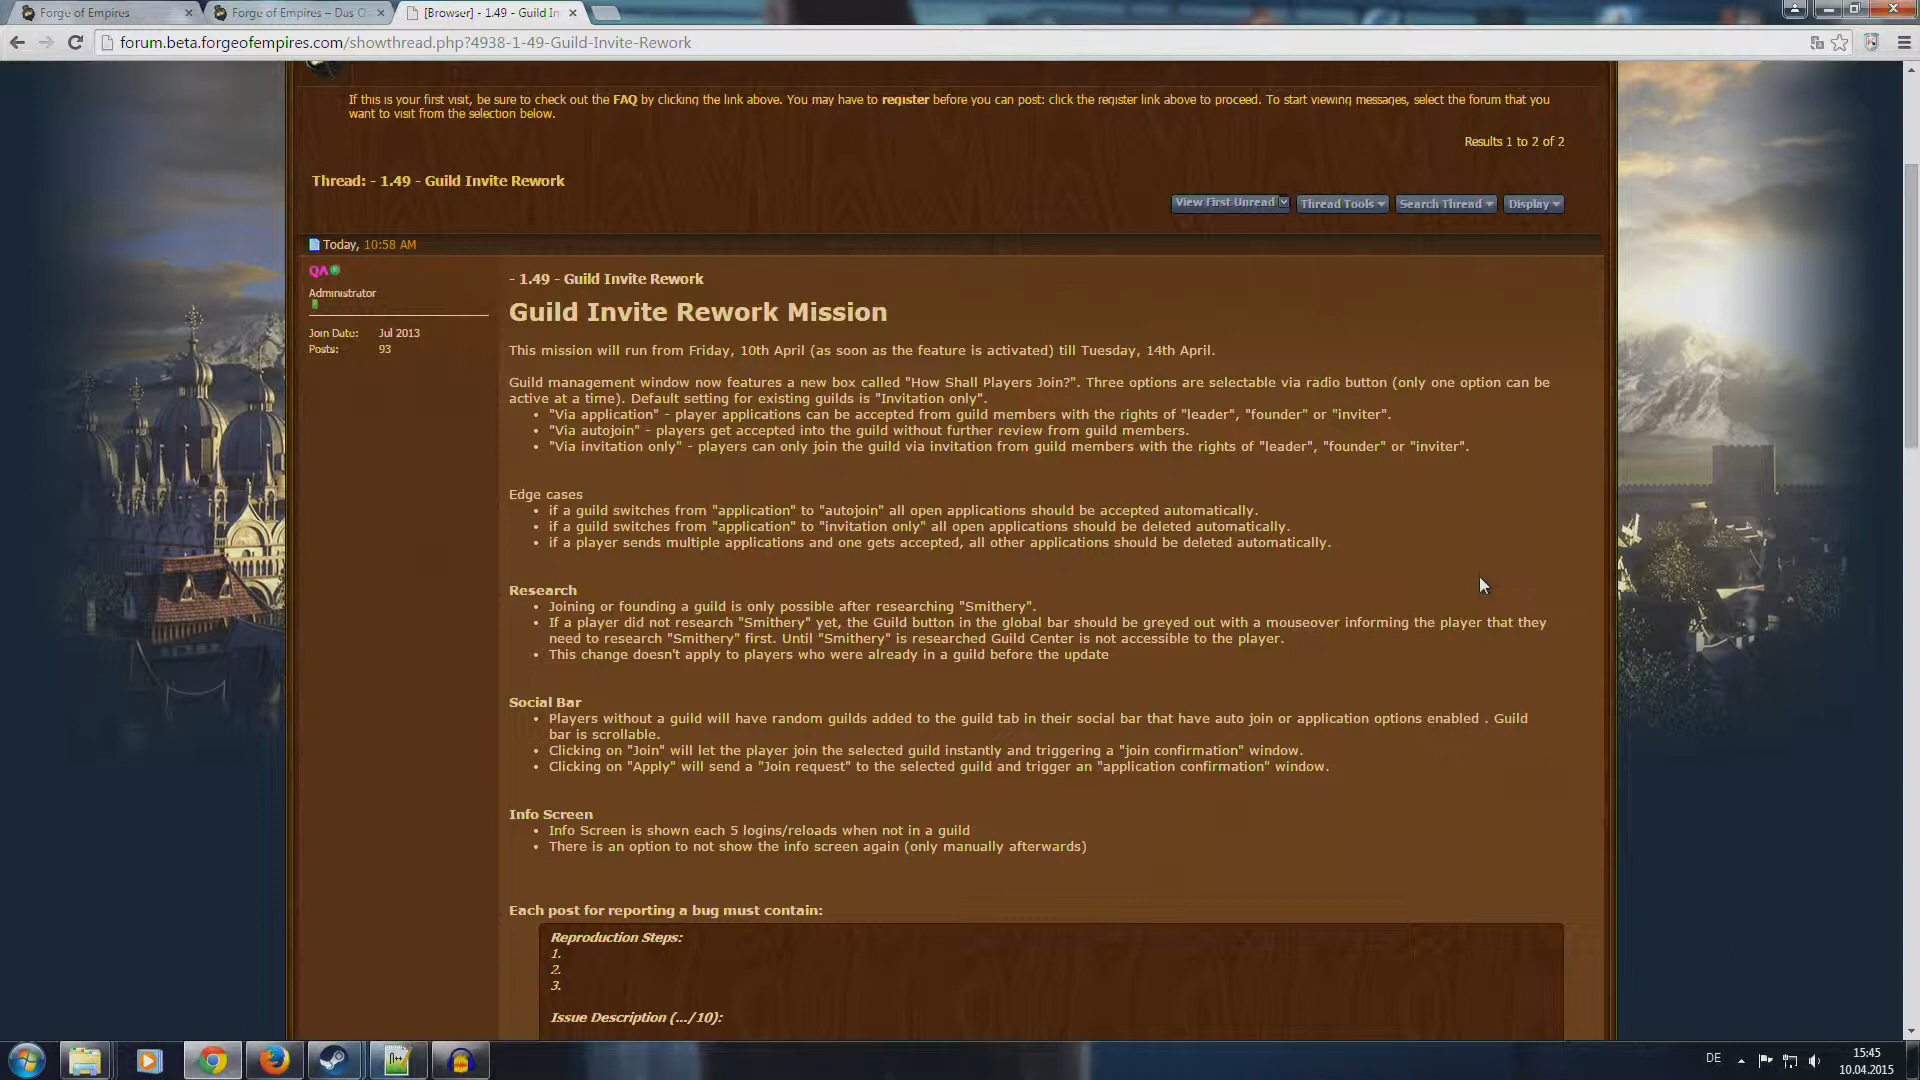 Forge of Empires
Forge of Empires – Das O
[Browser] - 1.49 - Guild In
forum.beta.forgeofempires.com/showthread.php?4938-1-49-Guild-Invite-Rework
If this is your first visit, be sure to check out the FAQ by clicking the link above. You may have to register before you can post: click the register link above to proceed. To start viewing messages, select the forum that you
want to visit from the selection below.
Results 1 to 2 of 2
Thread: - 1.49 - Guild Invite Rework
View First Unread Thread Tools Search Thread Display
Today, 10:58 AM
QA
Administrator
Join Date: Jul 2013
Posts: 93
- 1.49 - Guild Invite Rework
Guild Invite Rework Mission
This mission will run from Friday, 10th April (as soon as the feature is activated) till Tuesday, 14th April.
Guild management window now features a new box called "How Shall Players Join?". Three options are selectable via radio button (only one option can be
active at a time). Default setting for existing guilds is "Invitation only".
• "Via application" - player applications can be accepted from guild members with the rights of "leader", "founder" or "inviter".
• "Via autojoin" - players get accepted into the guild without further review from guild members.
• "Via invitation only" - players can only join the guild via invitation from guild members with the rights of "leader", "founder" or "inviter".
Edge cases
• if a guild switches from "application" to "autojoin" all open applications should be accepted automatically.
• if a guild switches from "application" to "invitation only" all open applications should be deleted automatically.
• if a player sends multiple applications and one gets accepted, all other applications should be deleted automatically.
Research
• Joining or founding a guild is only possible after researching "Smithery".
• If a player did not research "Smithery" yet, the Guild button in the global bar should be greyed out with a mouseover informing the player that they
need to research "Smithery" first. Until "Smithery" is researched Guild Center is not accessible to the player.
• This change doesn't apply to players who were already in a guild before the update
Social Bar
• Players without a guild will have random guilds added to the guild tab in their social bar that have auto join or application options enabled . Guild
bar is scrollable.
• Clicking on "Join" will let the player join the selected guild instantly and triggering a "join confirmation" window.
• Clicking on "Apply" will send a "Join request" to the selected guild and trigger an "application confirmation" window.
Info Screen
• Info Screen is shown each 5 logins/reloads when not in a guild
• There is an option to not show the info screen again (only manually afterwards)
Each post for reporting a bug must contain:
Reproduction Steps:
1.
2.
3.
Issue Description (.../10):
DE
15:45
10.04.2015